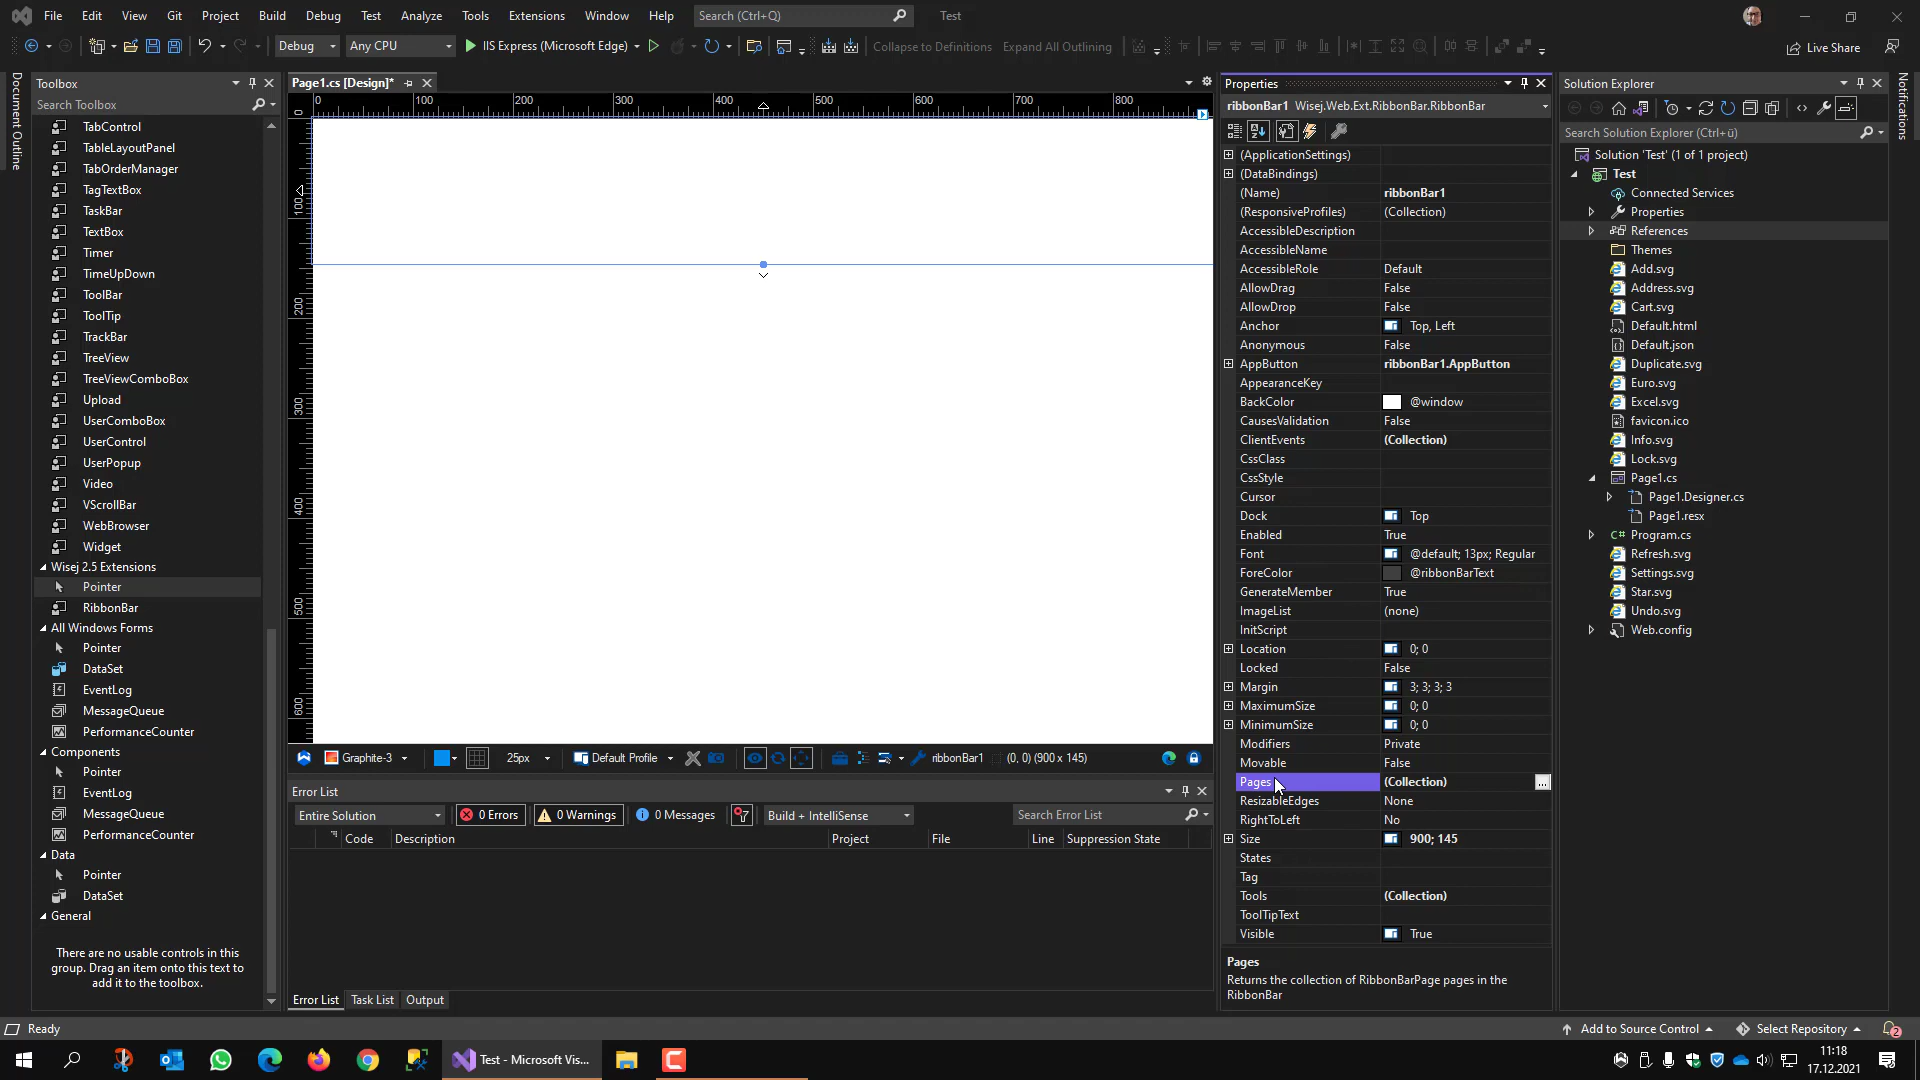 File Edit View Git Project Build Debug Test Analyze Tools Extensions Window Help Search (Ctrl+Q) Test
Debug Any CPU IIS Express (Microsoft Edge) Collapse to Definitions Expand All Outlining Live Share
Document Outline
Toolbox
Search Toolbox
TabControl
TableLayoutPanel
TabOrderManager
TagTextBox
TaskBar
TextBox
Timer
TimeUpDown
ToolBar
ToolTip
TrackBar
TreeView
TreeViewComboBox
Upload
UserComboBox
UserControl
UserPopup
Video
VScrollBar
WebBrowser
Widget
Wisej 2.5 Extensions
Pointer
RibbonBar
All Windows Forms
Pointer
DataSet
EventLog
MessageQueue
PerformanceCounter
Components
Pointer
EventLog
MessageQueue
PerformanceCounter
Data
Pointer
DataSet
General
There are no usable controls in this
group. Drag an item onto this text to
add it to the toolbox.
Page1.cs [Design]*
0 100 200 300 400 500 600 700 800
0
100
200
300
400
500
600
Graphite-3 25px Default Profile ribbonBar1 (0, 0) (900 x 145)
Error List
Entire Solution 0 Errors 0 Warnings 0 Messages Build + IntelliSense Search Error List
Code Description Project File Line Suppression State
Error List Task List Output
Properties
ribbonBar1 Wisej.Web.Ext.RibbonBar.RibbonBar
(ApplicationSettings)
(DataBindings)
(Name) ribbonBar1
(ResponsiveProfiles) (Collection)
AccessibleDescription
AccessibleName
AccessibleRole Default
AllowDrag False
AllowDrop False
Anchor Top, Left
Anonymous False
AppButton ribbonBar1.AppButton
AppearanceKey
BackColor @window
CausesValidation False
ClientEvents (Collection)
CssClass
CssStyle
Cursor
Dock Top
Enabled True
Font @default; 13px; Regular
ForeColor @ribbonBarText
GenerateMember True
ImageList (none)
InitScript
Location 0; 0
Locked False
Margin 3; 3; 3; 3
MaximumSize 0; 0
MinimumSize 0; 0
Modifiers Private
Movable False
Pages (Collection) ...
ResizableEdges None
RightToLeft No
Size 900; 145
States
Tag
Tools (Collection)
ToolTipText
Visible True
Pages
Returns the collection of RibbonBarPage pages in the
RibbonBar
Solution Explorer
Search Solution Explorer (Ctrl+ü)
Solution 'Test' (1 of 1 project)
Test
Connected Services
Properties
References
Themes
Add.svg
Address.svg
Cart.svg
Default.html
Default.json
Duplicate.svg
Euro.svg
Excel.svg
favicon.ico
Info.svg
Lock.svg
Page1.cs
Page1.Designer.cs
Page1.resx
C# Program.cs
Refresh.svg
Settings.svg
Star.svg
Undo.svg
Web.config
Notifications
Ready Add to Source Control Select Repository 2
Test - Microsoft Vis... 11:18
17.12.2021